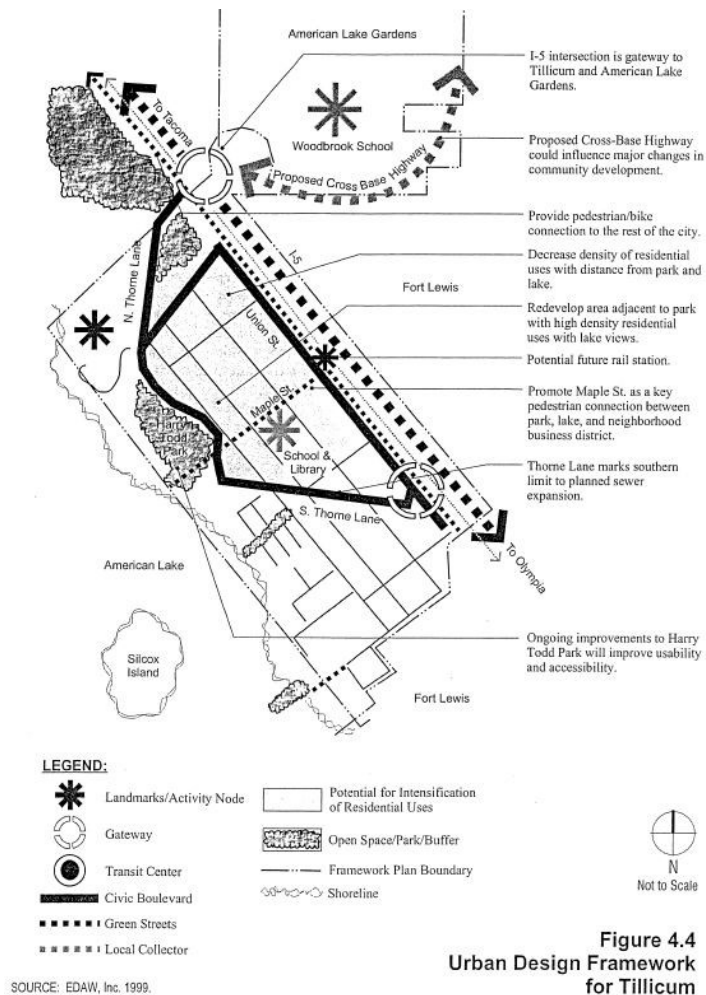 American Lake Gardens
I-5 intersection is gateway to
Tillicum and American Lake
Gardens.
To Tacoma
Woodbrook School
Proposed Cross Base Highway
Proposed Cross-Base Highway
could influence major changes in
community development.
Provide pedestrian/bike
connection to the rest of the city.
I-5
N. Thorne Lane
Decrease density of residential
uses with distance from park and
lake.
Fort Lewis
Union St.
Redevelop area adjacent to park
with high density residential
uses with lake views.
Potential future rail station.
Maple St.
Promote Maple St. as a key
pedestrian connection between
park, lake, and neighborhood
business district.
Harry
Todd
Park
School &
Library
Thorne Lane marks southern
limit to planned sewer
expansion.
S. Thorne Lane
American Lake
To Olympia
Silcox
Island
Ongoing improvements to Harry
Todd Park will improve usability
and accessibility.
Fort Lewis
LEGEND:
Landmarks/Activity Node
Gateway
Transit Center
Civic Boulevard
Green Streets
Local Collector
Potential for Intensification
of Residential Uses
Open Space/Park/Buffer
Framework Plan Boundary
Shoreline
N
Not to Scale
Figure 4.4
Urban Design Framework
for Tillicum
SOURCE: EDAW, Inc. 1999.